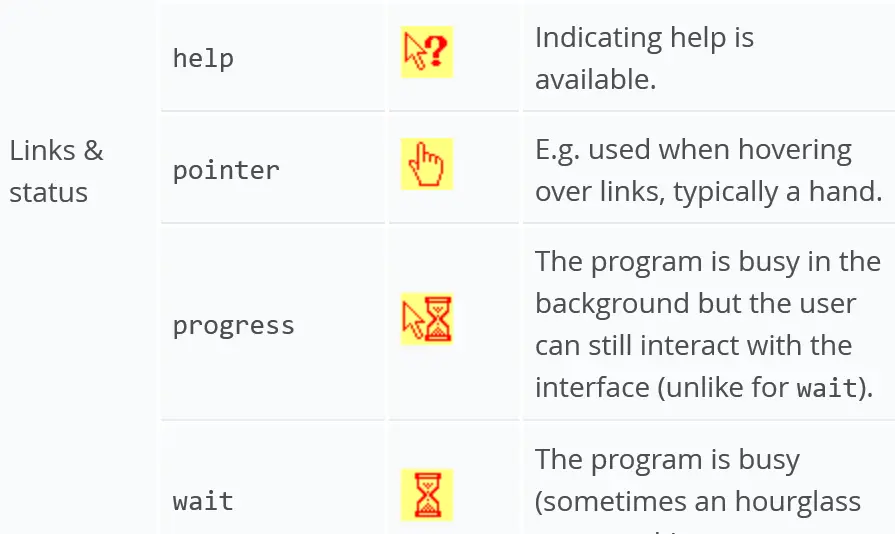 help
Indicating help is
available.
Links &
status
pointer
E.g. used when hovering
over links, typically a hand.
progress
The program is busy in the
background but the user
can still interact with the
interface (unlike for wait).
wait
The program is busy
(sometimes an hourglass